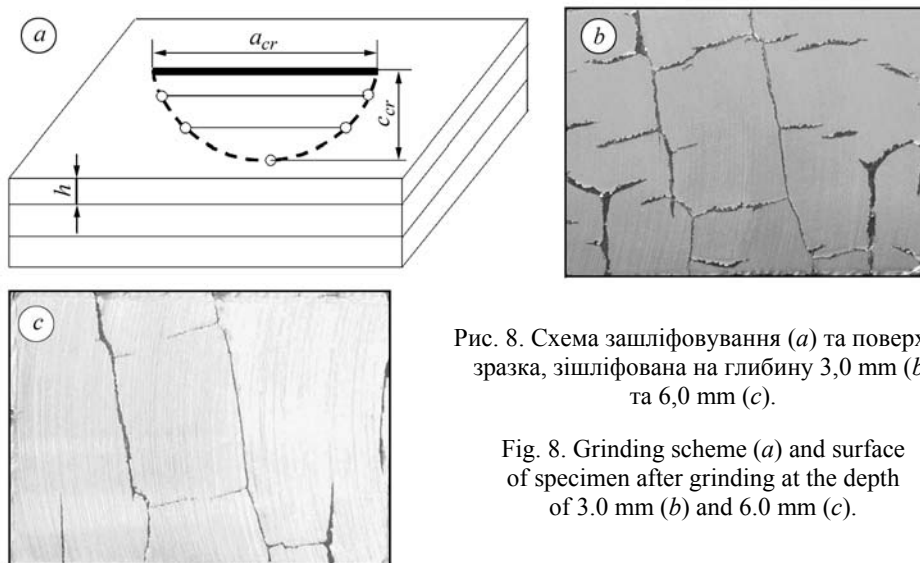 a
a_cr
c_cr
h
b
c
Рис. 8. Схема зашліфовування (a) та
зразка, зішліфована на глибину 3,0 mm (b
та 6,0 mm (c).
Fig. 8. Grinding scheme (a) and surface
of specimen after grinding at the depth
of 3.0 mm (b) and 6.0 mm (c).